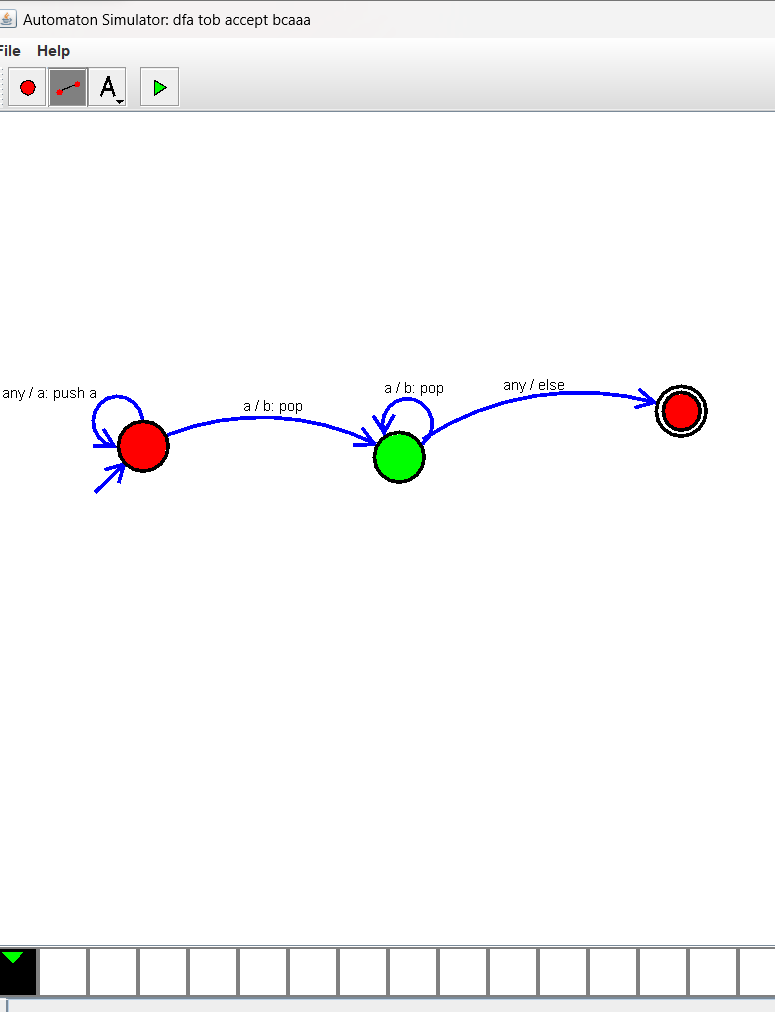 Automaton Simulator: dfa tob accept bcaaa
File Help
A
any / a: push a
a / b: pop
a / b: pop
any / else